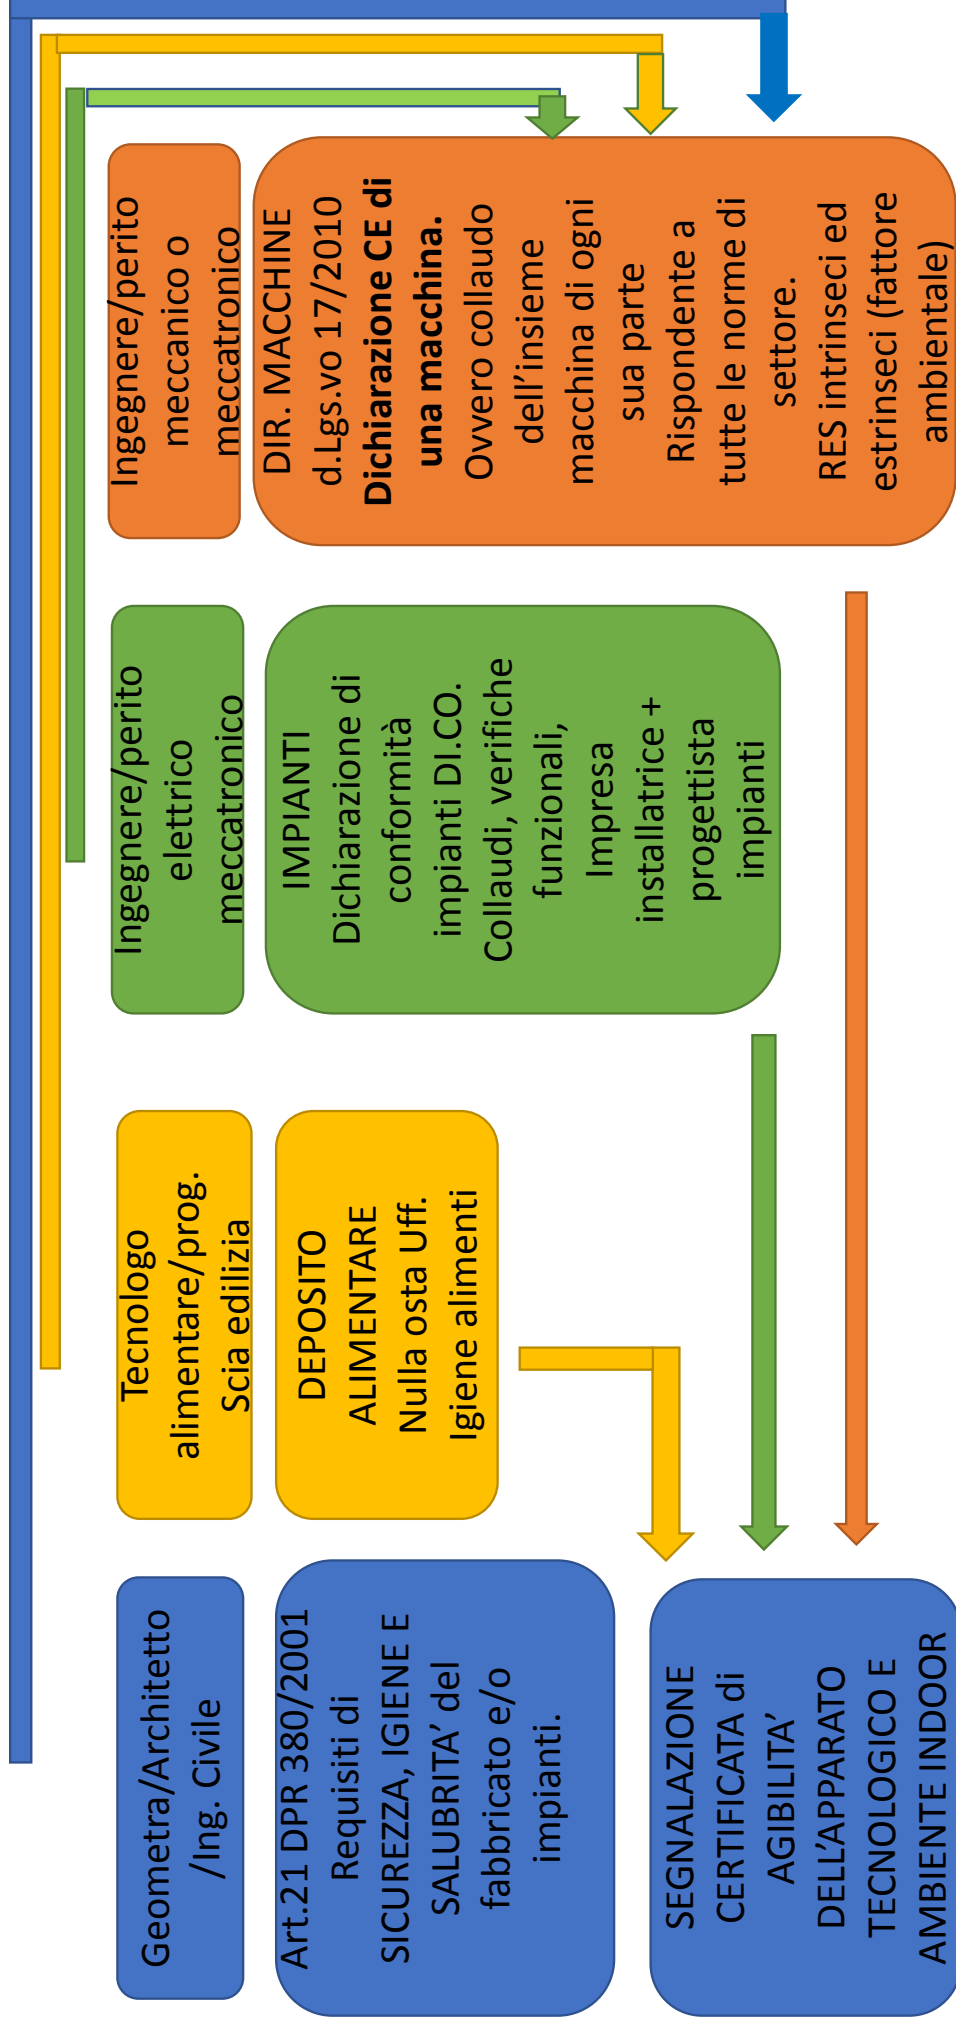 Geometra/Architetto
/Ing. Civile
Art.21 DPR 380/2001
Requisiti di
SICUREZZA, IGIENE E
SALUBRITA’ del
fabbricato e/o
impianti.
SEGNALAZIONE
CERTIFICATA di
AGIBILITA’
DELL’APPARATO
TECNOLOGICO E
AMBIENTE INDOOR
Tecnologo
alimentare/prog.
Scia edilizia
DEPOSITO
ALIMENTARE
Nulla osta Uff.
Igiene alimenti
Ingegnere/perito
elettrico
meccatronico
IMPIANTI
Dichiarazione di
conformità
impianti DI.CO.
Collaudi, verifiche
funzionali,
Impresa
installatrice +
progettista
impianti
Ingegnere/perito
meccanico o
meccatronico
DIR. MACCHINE
d.Lgs.vo 17/2010
Dichiarazione CE di
una macchina.
Ovvero collaudo
dell’insieme
macchina di ogni
sua parte
Rispondente a
tutte le norme di
settore.
RES intrinseci ed
estrinseci (fattore
ambientale)